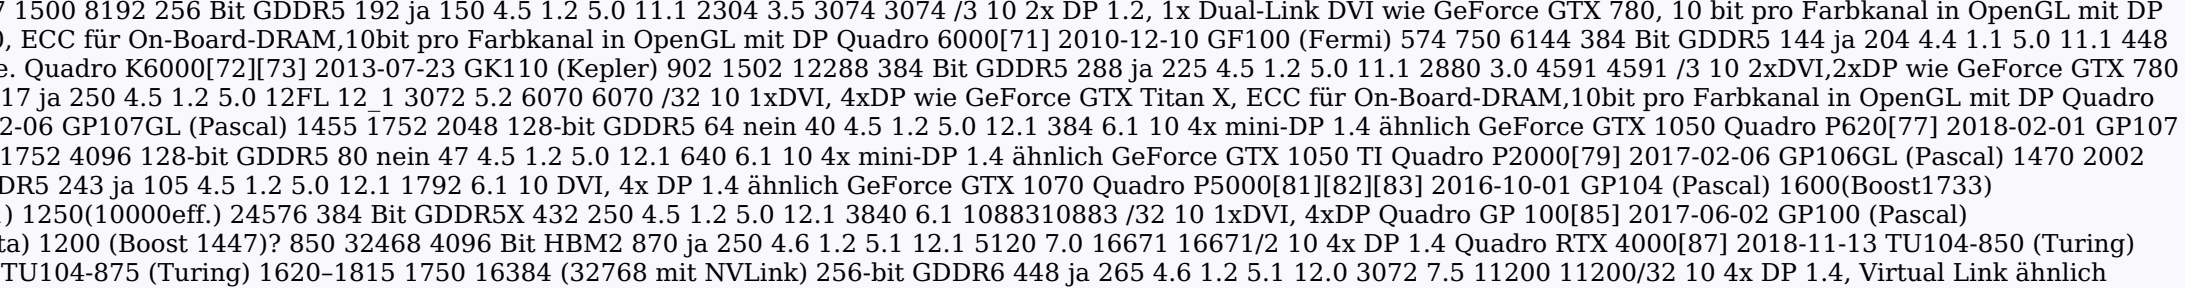 7 1500 8192 256 Bit GDDR5 192 ja 150 4.5 1.2 5.0 11.1 2304 3.5 3074 3074 /3 10 2x DP 1.2, 1x Dual-Link DVI wie GeForce GTX 780, 10 bit pro Farbkanal in OpenGL mit DP
), ECC für On-Board-DRAM,10bit pro Farbkanal in OpenGL mit DP Quadro 6000[71] 2010-12-10 GF100 (Fermi) 574 750 6144 384 Bit GDDR5 144 ja 204 4.4 1.1 5.0 11.1 448
e. Quadro K6000[72][73] 2013-07-23 GK110 (Kepler) 902 1502 12288 384 Bit GDDR5 288 ja 225 4.5 1.2 5.0 11.1 2880 3.0 4591 4591 /3 10 2xDVI,2xDP wie GeForce GTX 780
17 ja 250 4.5 1.2 5.0 12FL 12_1 3072 5.2 6070 6070 /32 10 1xDVI, 4xDP wie GeForce GTX Titan X, ECC für On-Board-DRAM,10bit pro Farbkanal in OpenGL mit DP Quadro
2-06 GP107GL (Pascal) 1455 1752 2048 128-bit GDDR5 64 nein 40 4.5 1.2 5.0 12.1 384 6.1 10 4x mini-DP 1.4 ähnlich GeForce GTX 1050 Quadro P620[77] 2018-02-01 GP107
1752 4096 128-bit GDDR5 80 nein 47 4.5 1.2 5.0 12.1 640 6.1 10 4x mini-DP 1.4 ähnlich GeForce GTX 1050 TI Quadro P2000[79] 2017-02-06 GP106GL (Pascal) 1470 2002
DR5 243 ja 105 4.5 1.2 5.0 12.1 1792 6.1 10 DVI, 4x DP 1.4 ähnlich GeForce GTX 1070 Quadro P5000[81][82][83] 2016-10-01 GP104 (Pascal) 1600(Boost1733)
) 1250(10000eff.) 24576 384 Bit GDDR5X 432 250 4.5 1.2 5.0 12.1 3840 6.1 1088310883 /32 10 1xDVI, 4xDP Quadro GP 100[85] 2017-06-02 GP100 (Pascal)
ta) 1200 (Boost 1447)? 850 32468 4096 Bit HBM2 870 ja 250 4.6 1.2 5.1 12.1 5120 7.0 16671 16671/2 10 4x DP 1.4 Quadro RTX 4000[87] 2018-11-13 TU104-850 (Turing)
TU104-875 (Turing) 1620–1815 1750 16384 (32768 mit NVLink) 256-bit GDDR6 448 ja 265 4.6 1.2 5.1 12.0 3072 7.5 11200 11200/32 10 4x DP 1.4, Virtual Link ähnlich